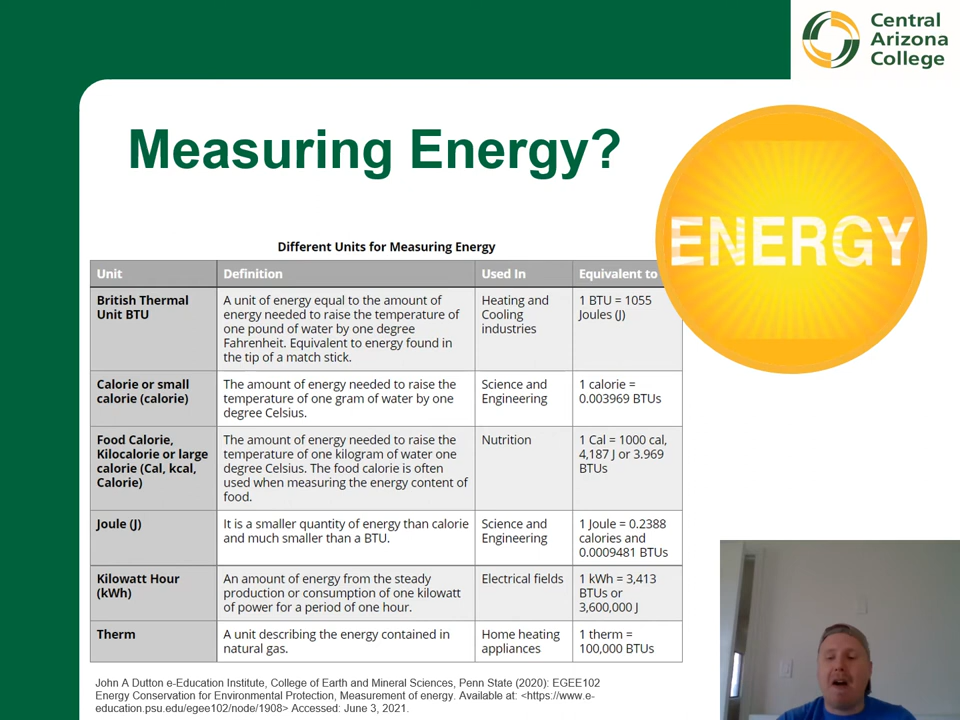 Central
Arizona
College
Measuring Energy?
ENERGY
Different Units for Measuring Energy
Unit
Definition
Used In
Equivalent to
British Thermal
Unit BTU
A unit of energy equal to the amount of
energy needed to raise the temperature of
one pound of water by one degree
Fahrenheit. Equivalent to energy found in
the tip of a match stick.
Heating and
Cooling
industries
1 BTU = 1055
Joules (J)
Calorie or small
calorie (calorie)
The amount of energy needed to raise the
temperature of one gram of water by one
degree Celsius.
Science and
Engineering
1 calorie =
0.003969 BTUs
Food Calorie,
Kilocalorie or large
calorie (Cal, kcal,
Calorie)
The amount of energy needed to raise the
temperature of one kilogram of water one
degree Celsius. The food calorie is often
used when measuring the energy content of
food.
Nutrition
1 Cal = 1000 cal,
4,187 J or 3.969
BTUs
Joule (J)
It is a smaller quantity of energy than calorie
and much smaller than a BTU.
Science and
Engineering
1 Joule = 0.2388
calories and
0.0009481 BTUs
Kilowatt Hour
(kWh)
An amount of energy from the steady
production or consumption of one kilowatt
of power for a period of one hour.
Electrical fields
1 kWh = 3,413
BTUs or
3,600,000 J
Therm
A unit describing the energy contained in
natural gas.
Home heating
appliances
1 therm =
100,000 BTUs
John A Dutton e-Education Institute, College of Earth and Mineral Sciences, Penn State (2020): EGEE102
Energy Conservation for Environmental Protection, Measurement of energy. Available at: <https://www.e-
education.psu.edu/egee102/node/1908> Accessed: June 3, 2021.